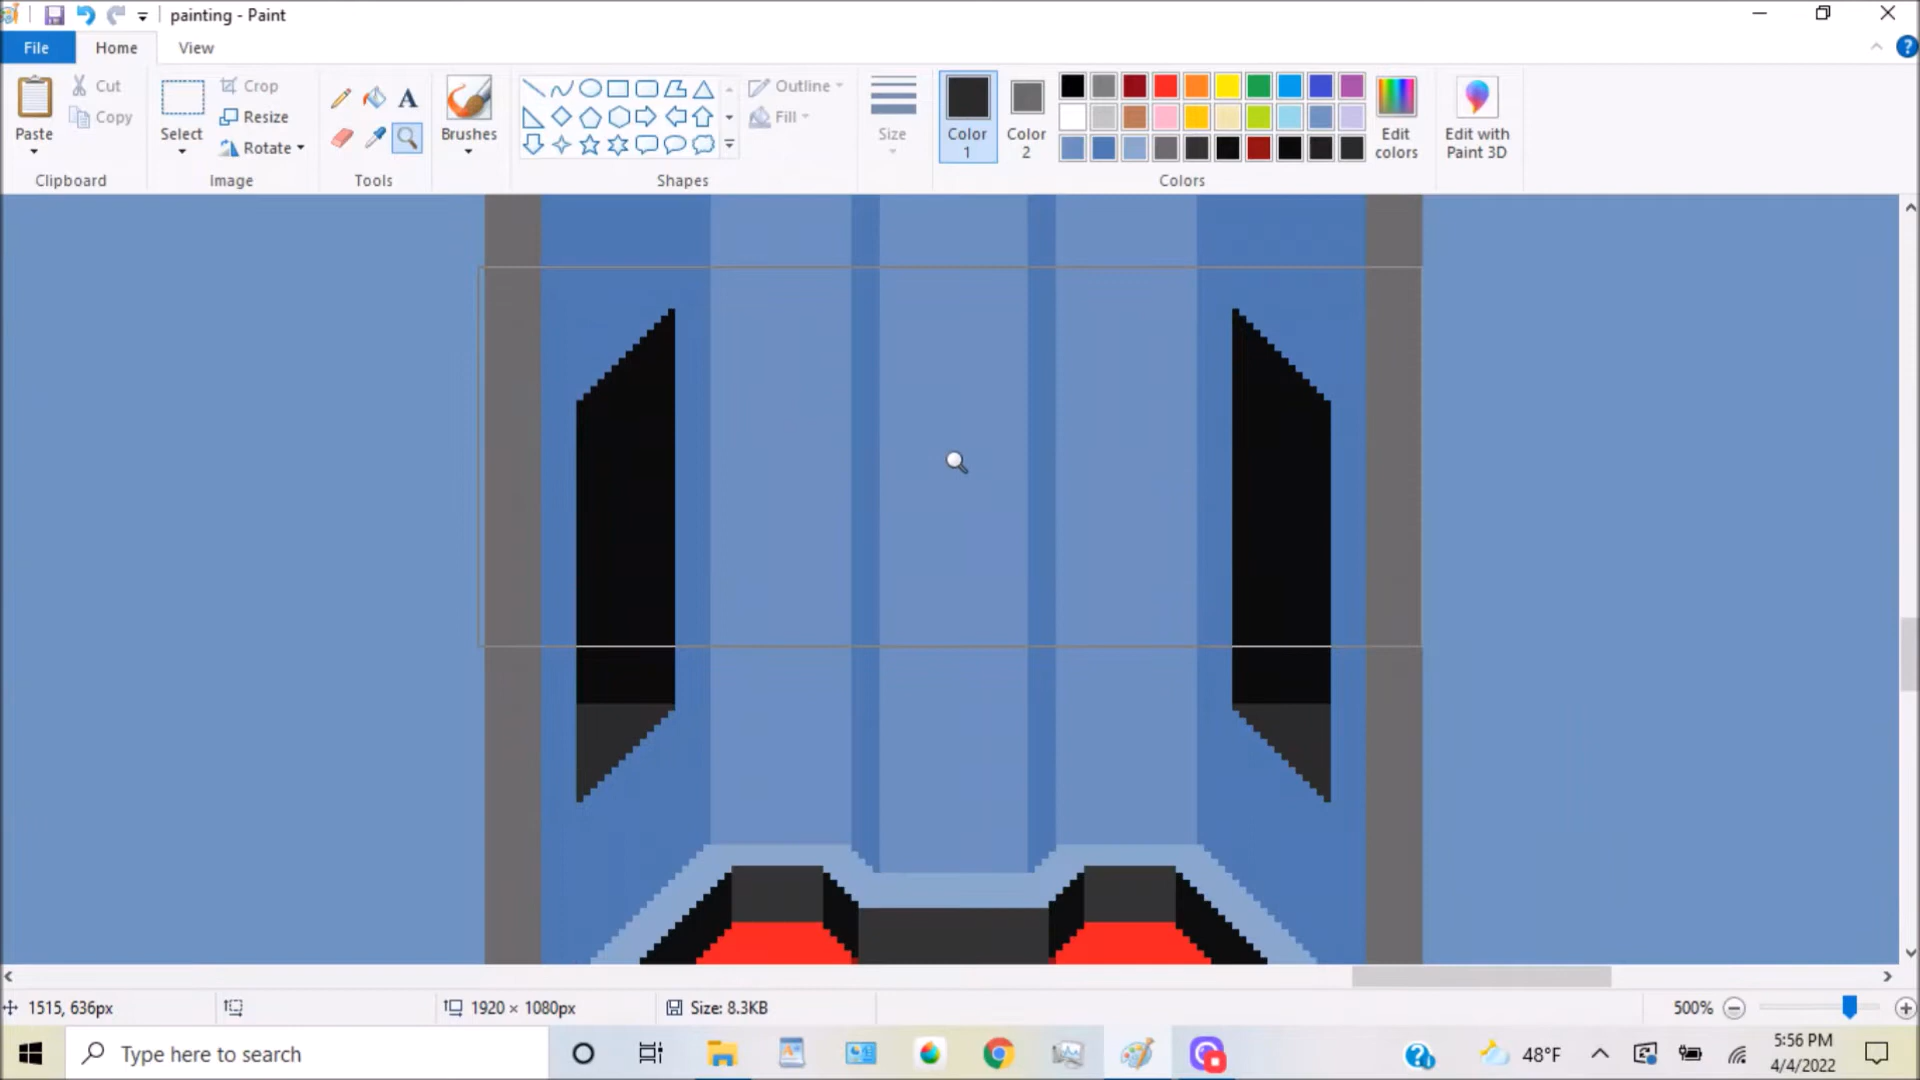 painting - Paint
File
Home
View
Paste
Cut
Copy
Clipboard
Select
Crop
Resize
Rotate
Image
Tools
Brushes
Shapes
Outline
Fill
Size
Color 1
Color 2
Edit colors
Colors
Edit with Paint 3D
1515, 636px
1920 × 1080px
Size: 8.3KB
500%
Type here to search
48°F
5:56 PM
4/4/2022